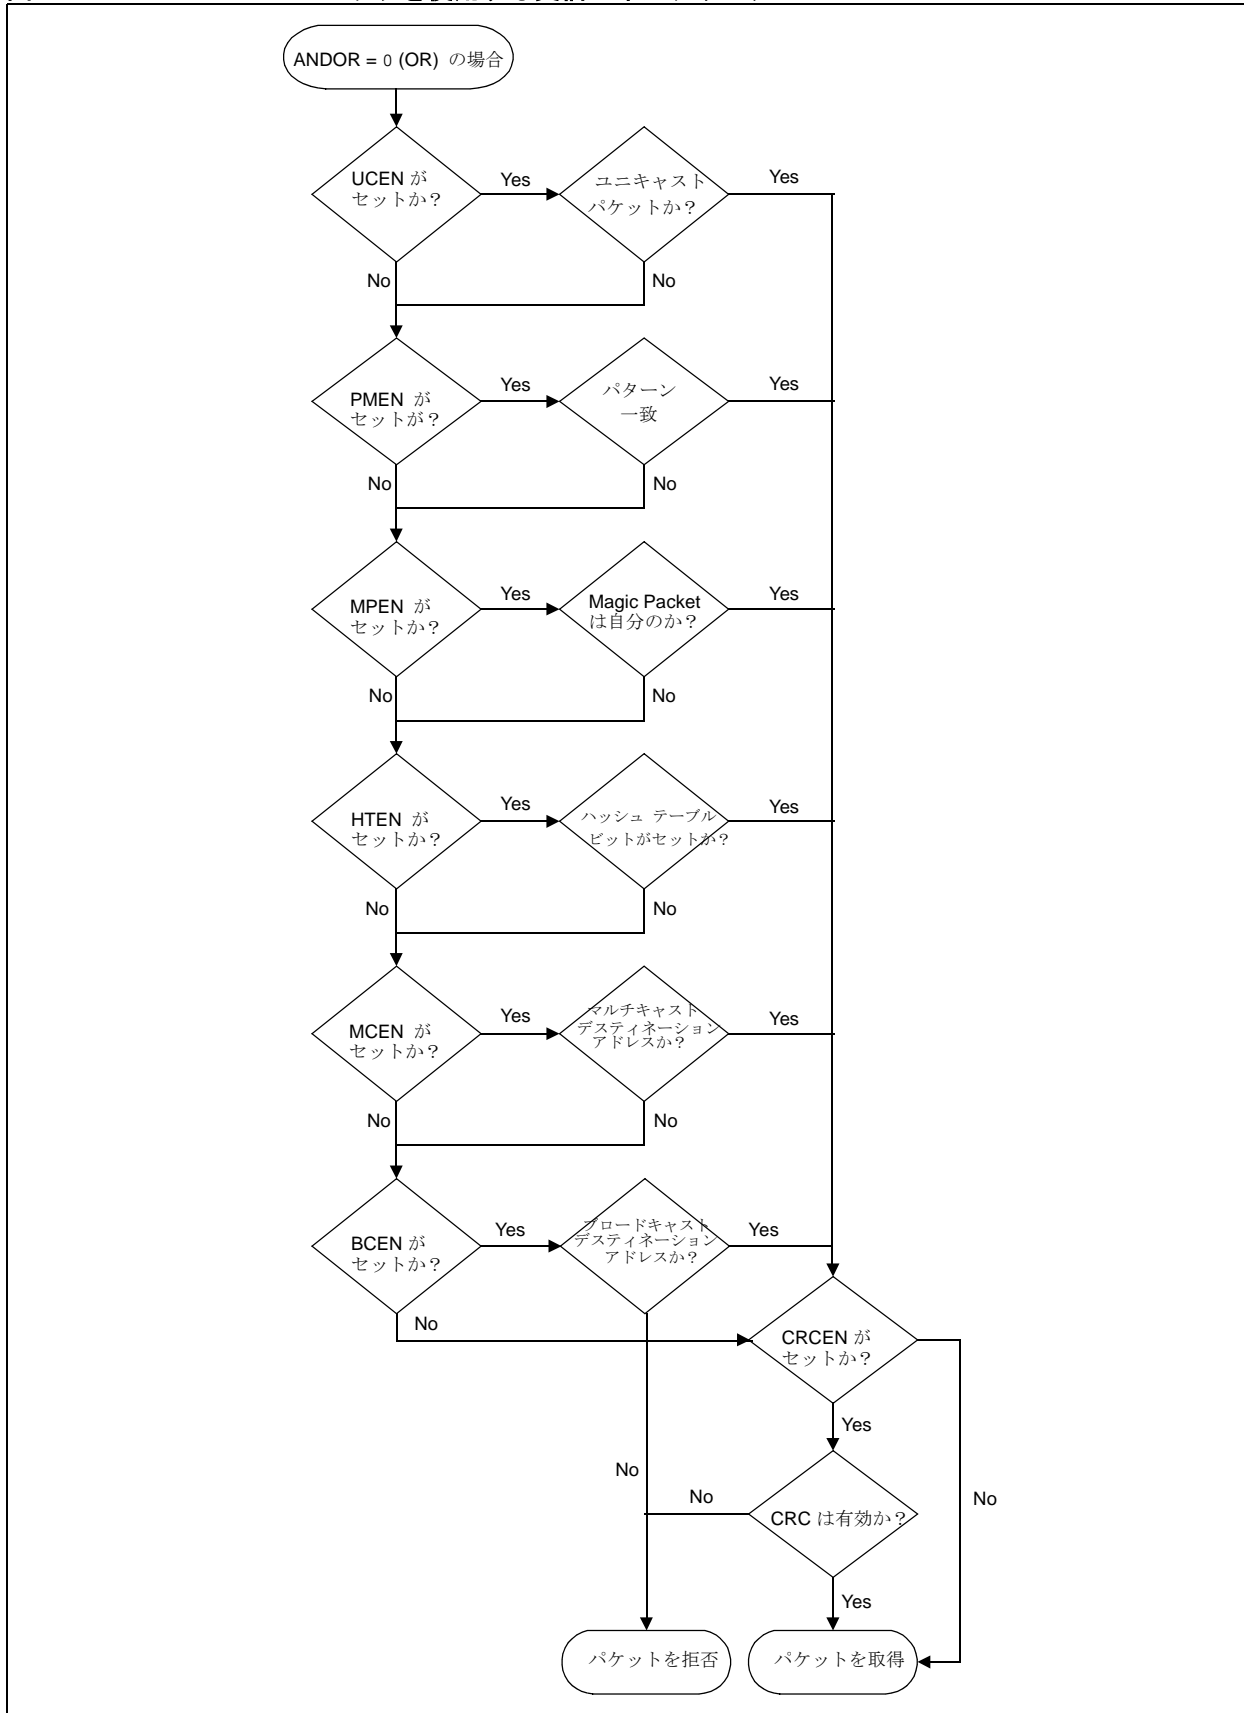 ANDOR = 0 (OR) の場合
UCEN が
セットか？
Yes
ユニキャスト
パケットか？
Yes
No
No
PMEN が
セットが？
Yes
パターン
一致
Yes
No
No
MPEN が
セットか？
Yes
Magic Packet
は自分のか？
Yes
No
No
HTEN が
セットか？
Yes
ハッシュ テーブル
ビットがセットか？
Yes
No
No
MCEN が
セットか？
Yes
マルチキャスト
デスティネーション
アドレスか？
Yes
No
No
BCEN が
セットか？
Yes
ブロードキャスト
デスティネーション
アドレスか？
Yes
No
CRCEN が
セットか？
Yes
No
No
No
CRC は有効か？
Yes
パケットを拒否
パケットを取得